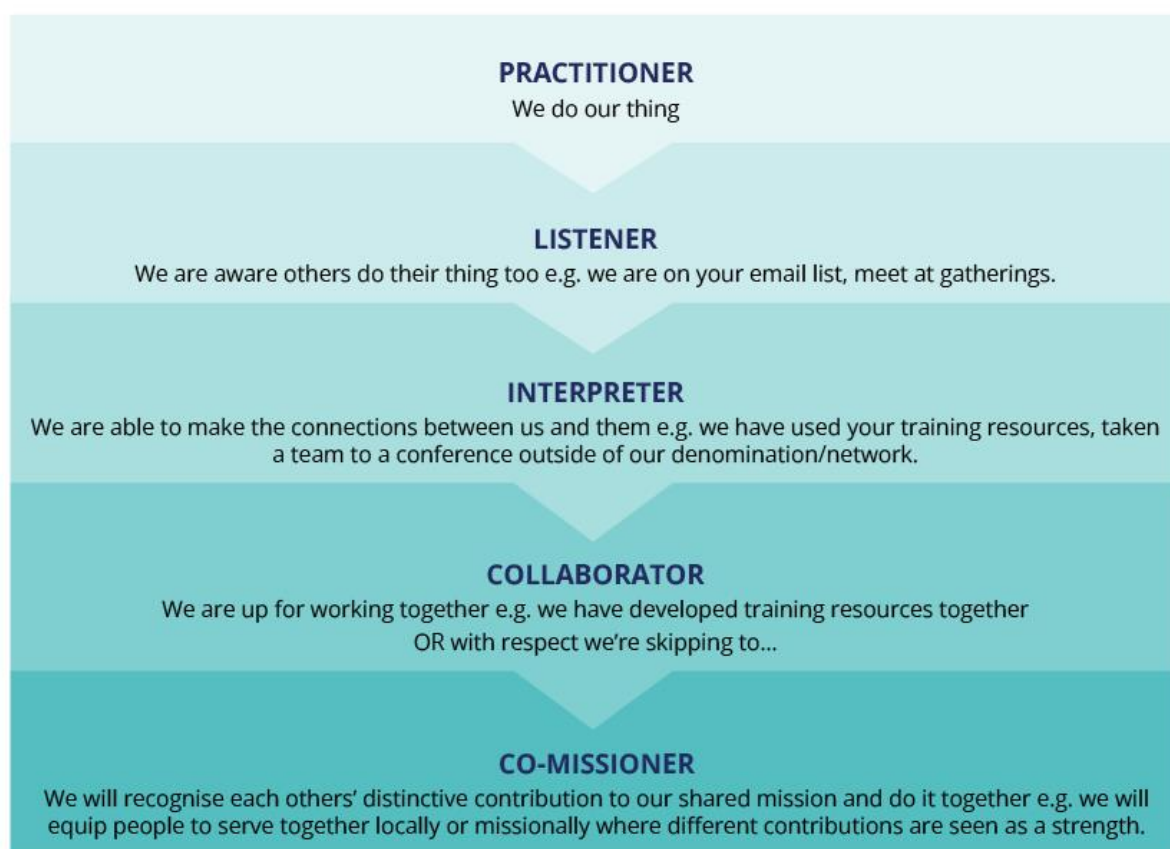 PRACTITIONER
We do our thing
LISTENER
We are aware others do their thing too e.g. we are on your email list, meet at gatherings.
INTERPRETER
We are able to make the connections between us and them e.g. we have used your training resources, taken
a team to a conference outside of our denomination/network.
COLLABORATOR
We are up for working together e.g. we have developed training resources together
OR with respect we’re skipping to...
CO-MISSIONER
We will recognise each others’ distinctive contribution to our shared mission and do it together e.g. we will
equip people to serve together locally or missionally where different contributions are seen as a strength.